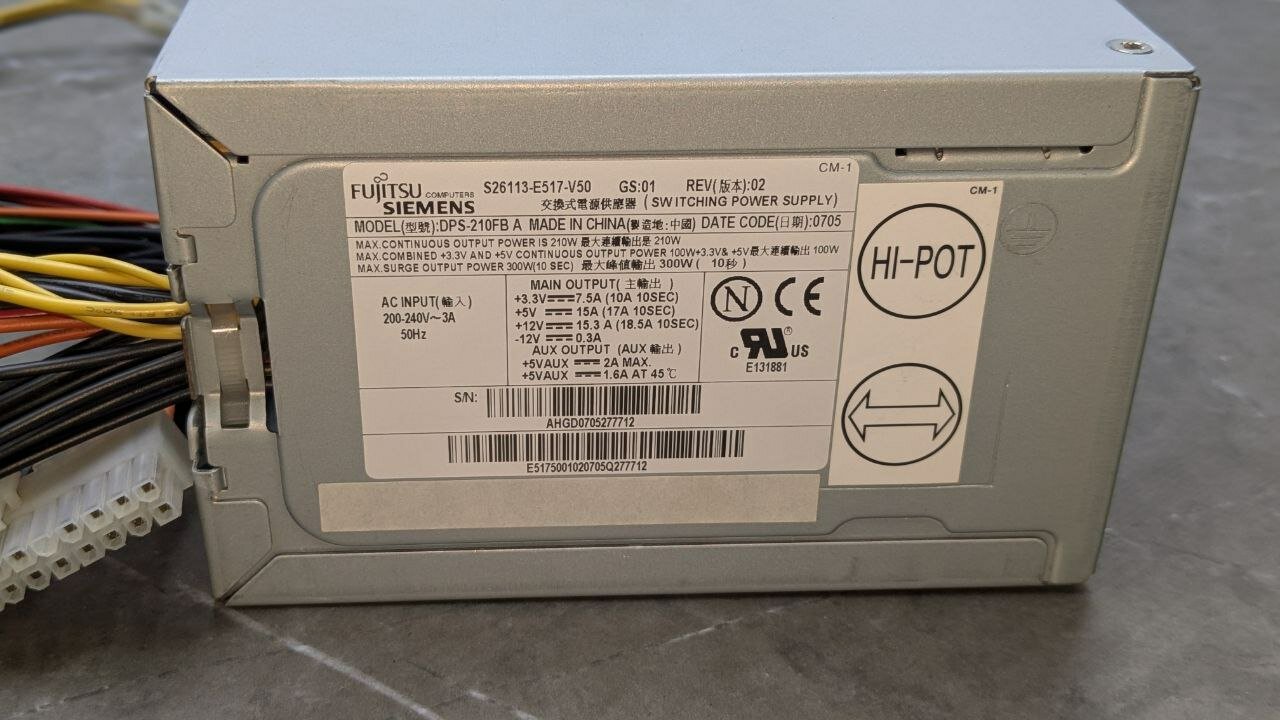 CM-1
FUJITSU COMPUTERS
SIEMENS
S26113-E517-V50 GS:01 REV(版本):02
交換式電源供應器 (SWITCHING POWER SUPPLY)
MODEL(型號):DPS-210FB A MADE IN CHINA(製造地:中國) DATE CODE(日期):0705
MAX.CONTINUOUS OUTPUT POWER IS 210W 最大連續輸出是 210W
MAX.COMBINED +3.3V AND +5V CONTINUOUS OUTPUT POWER 100W+3.3V& +5V最大連續輸出 100W
MAX.SURGE OUTPUT POWER 300W(10 SEC) 最大峰值輸出 300W ( 10秒 )
AC INPUT(輸入)
200-240V～3A
50Hz
MAIN OUTPUT( 主輸出 )
+3.3V⎓7.5A (10A 10SEC)
+5V ⎓ 15A (17A 10SEC)
+12V⎓15.3 A (18.5A 10SEC)
-12V ⎓0.3A
AUX OUTPUT (AUX 輸出 )
+5VAUX ⎓ 2A MAX.
+5VAUX ⎓ 1.6A AT 45℃
N CE
C RU ® US
E131881
S/N:
AHGD0705277712
E5175001020705Q277712
CM-1
HI-POT